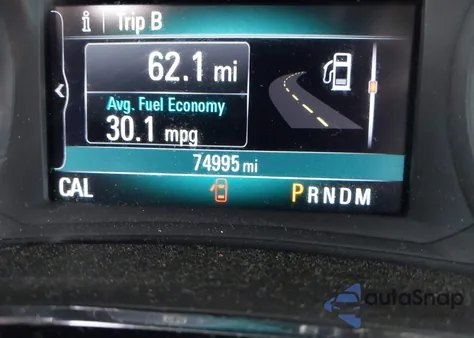 i Trip B
62.1 mi
Avg. Fuel Economy
30.1 mpg
74995 mi
CAL PRNDM
autoSnap